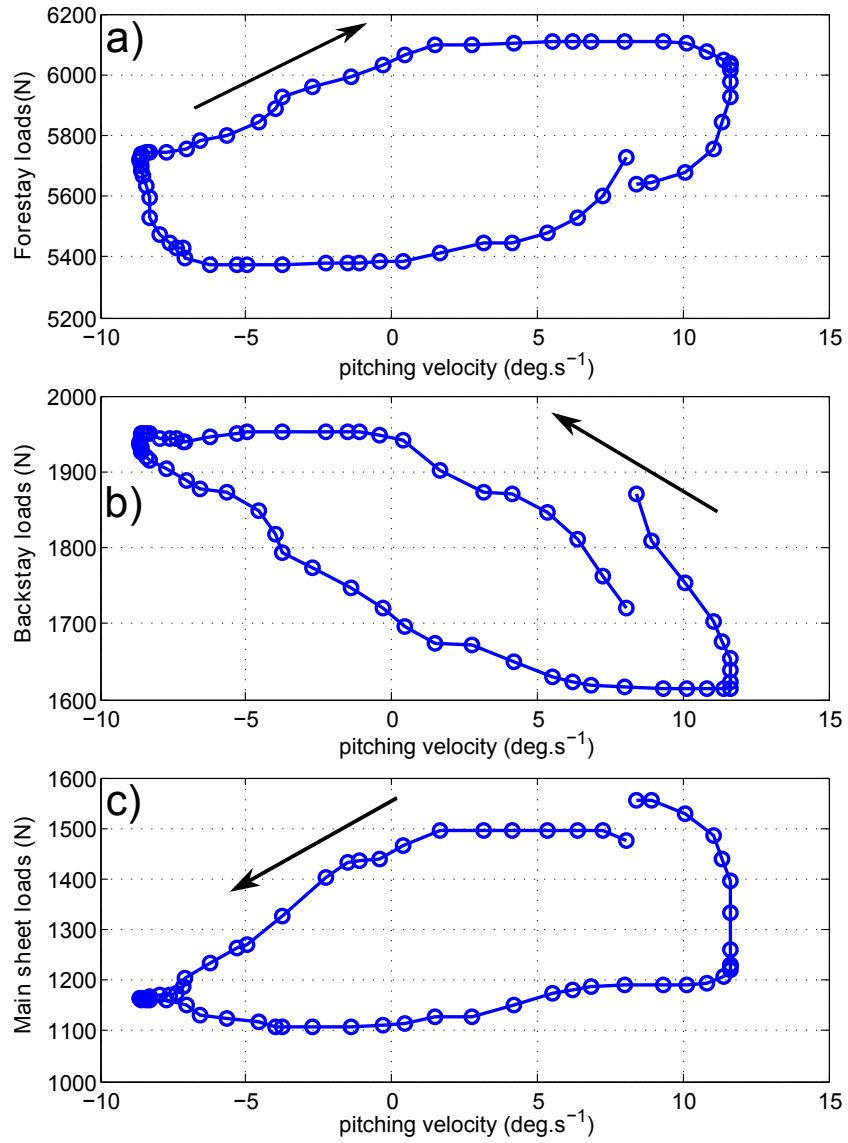 a)
6200
6000
5800
5600
5400
5200
Forestay loads(N)
−10 −5 0 5 10 15
pitching velocity (deg.s⁻¹)
b)
2000
1900
1800
1700
1600
Backstay loads (N)
−10 −5 0 5 10 15
pitching velocity (deg.s⁻¹)
c)
1600
1500
1400
1300
1200
1100
1000
Main sheet loads (N)
−10 −5 0 5 10 15
pitching velocity (deg.s⁻¹)